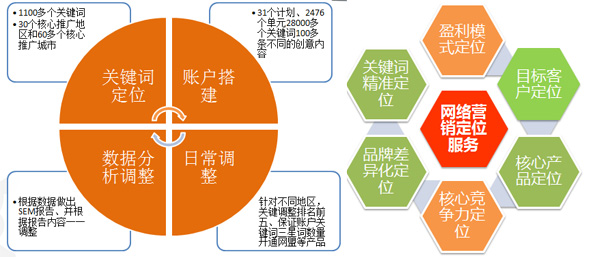 • 1100多个关键词
• 30个核心推广地
区和60多个核心
推广城市
• 31个计划、2476
个单元28000多
个关键词100多
条不同的创意内
容
关键词
定位
账户搭
建
数据分
析调整
日常调
整
• 根据数据做出
SEM报告、并根
据报告内容一一
调整
针对不同地区，
关键调整排名前
五、保证账户关
键词三星词数量
开通网盟等产品
盈利模
式定位
关键词
精准定
位
目标客
户定位
网络营
销定位
服务
品牌差
异化定
位
核心产
品定位
核心竞
争力定
位